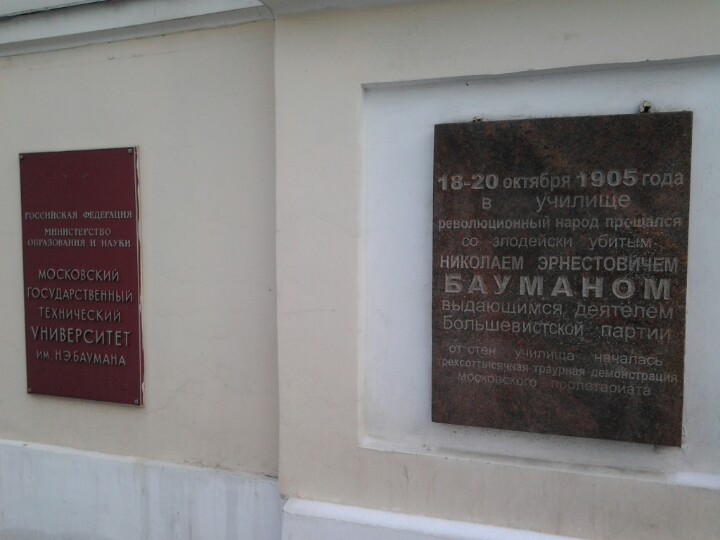 РОССИЙСКАЯ ФЕДЕРАЦИЯ
МИНИСТЕРСТВО
ОБРАЗОВАНИЯ И НАУКИ
МОСКОВСКИЙ
ГОСУДАРСТВЕННЫЙ
ТЕХНИЧЕСКИЙ
УНИВЕРСИТЕТ
ИМ. Н.Э.БАУМАНА
18-20 октября 1905 года
в училище
революционный народ прощался
со злодейски убитым
НИКОЛАЕМ ЭРНЕСТОВИЧЕМ
БАУМАНОМ
выдающимся деятелем
Большевистской партии
от стен училища началась
трехсоттысячная траурная демонстрация
московского пролетариата